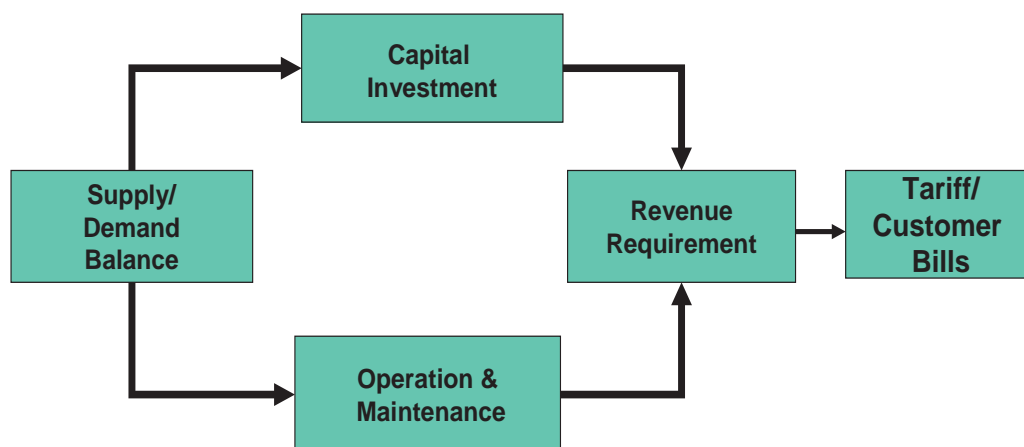 Capital
Investment
Supply/
Demand
Balance
Revenue
Requirement
Tariff/
Customer
Bills
Operation &
Maintenance